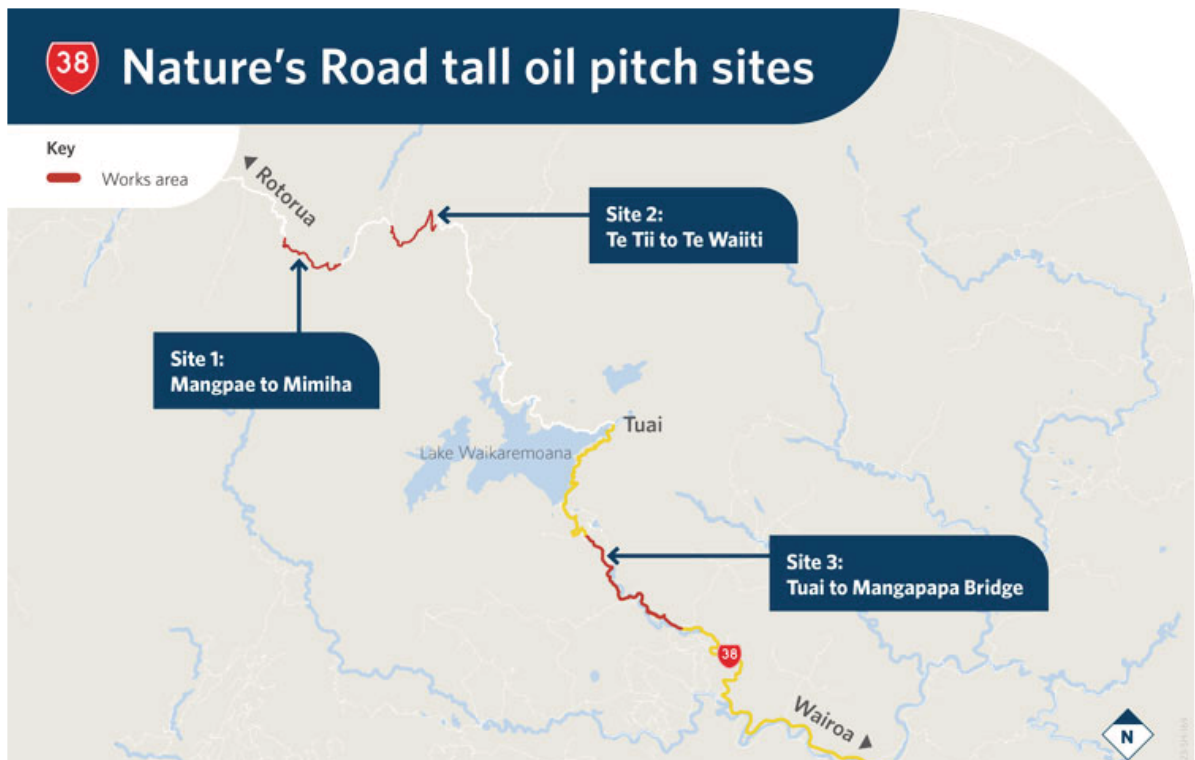 38 Nature's Road tall oil pitch sites
Key
Works area
Rotorua
Site 2:
Te Tii to Te Waiiti
Site 1:
Mangpae to Mimiha
Tuai
Lake Waikaremoana
Site 3:
Tuai to Mangapapa Bridge
38
Wairoa
N